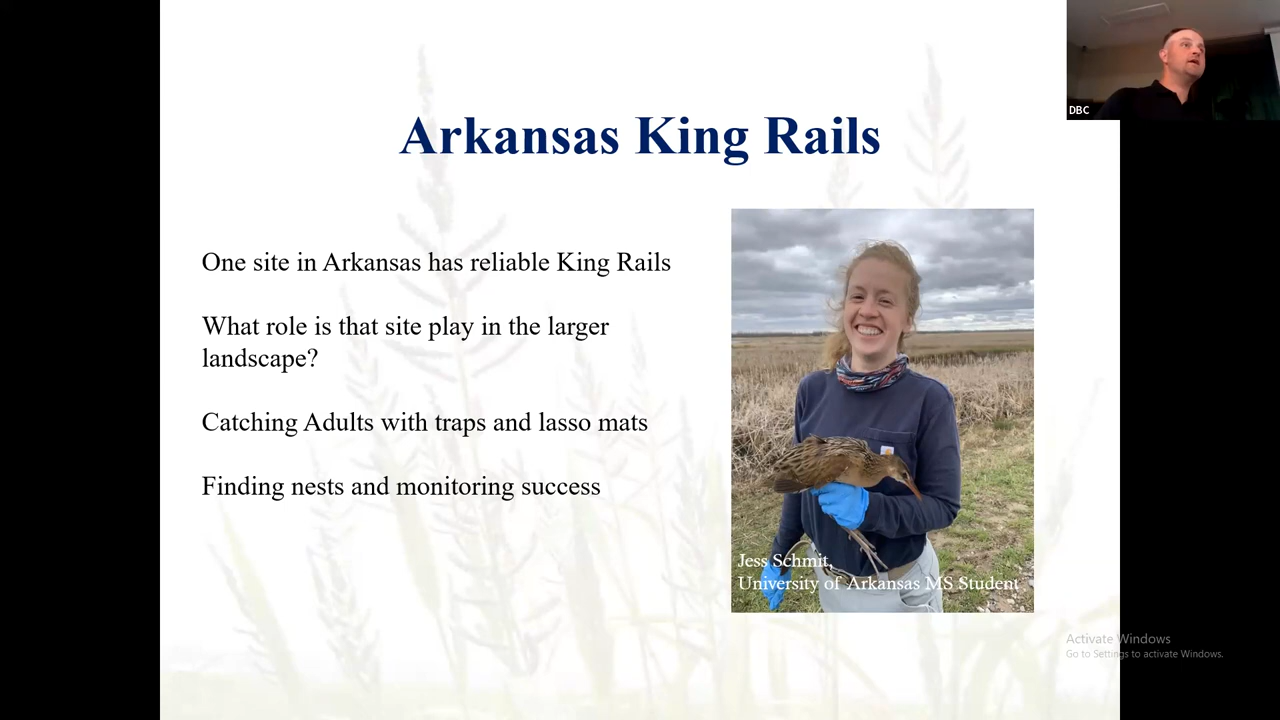 Arkansas King Rails
One site in Arkansas has reliable King Rails
What role is that site play in the larger
landscape?
Catching Adults with traps and lasso mats
Finding nests and monitoring success
Jess Schmit,
University of Arkansas MS Student
DBC
Activate Windows
Go to Settings to activate Windows.